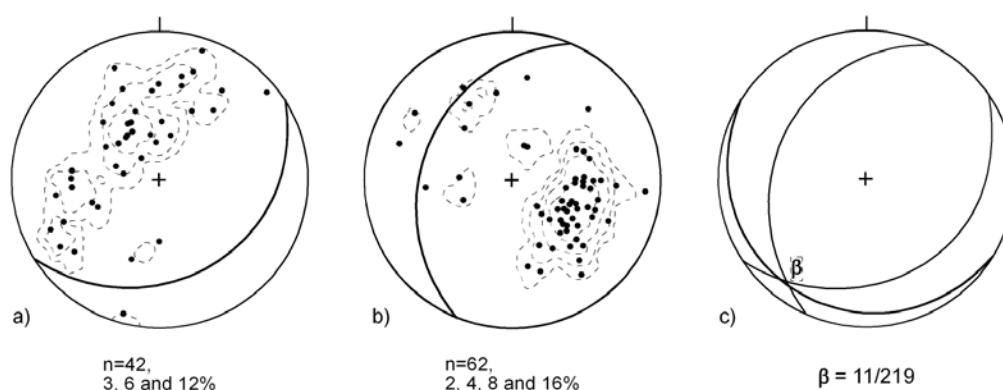 β
a)
b)
c)
n=42,
3, 6 and 12%
n=62,
2, 4, 8 and 16%
β = 11/219